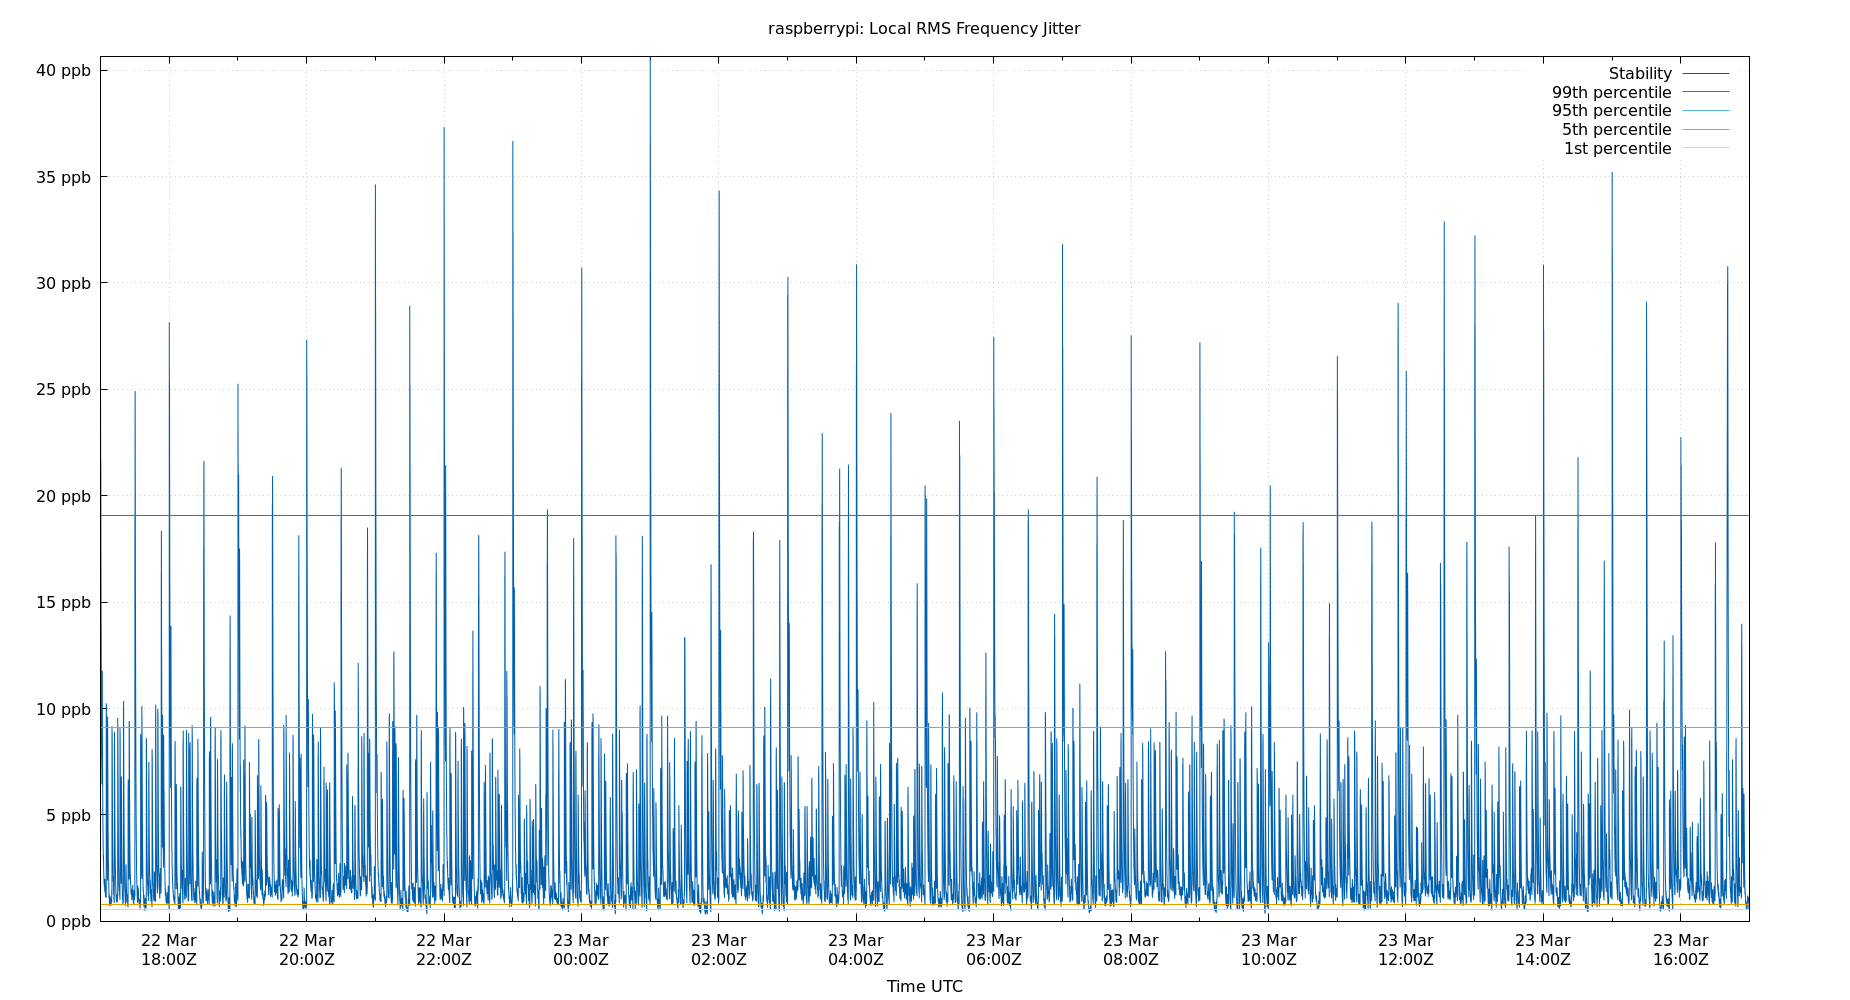 raspberrypi: Local RMS Frequency Jitter
40 ppb
35 ppb
30 ppb
25 ppb
20 ppb
15 ppb
10 ppb
5 ppb
0 ppb
Stability
99th percentile
95th percentile
5th percentile
1st percentile
22 Mar 22 Mar 22 Mar 23 Mar 23 Mar 23 Mar 23 Mar 23 Mar 23 Mar 23 Mar 23 Mar 23 Mar
18:00Z 20:00Z 22:00Z 00:00Z 02:00Z 04:00Z 06:00Z 08:00Z 10:00Z 12:00Z 14:00Z 16:00Z
Time UTC